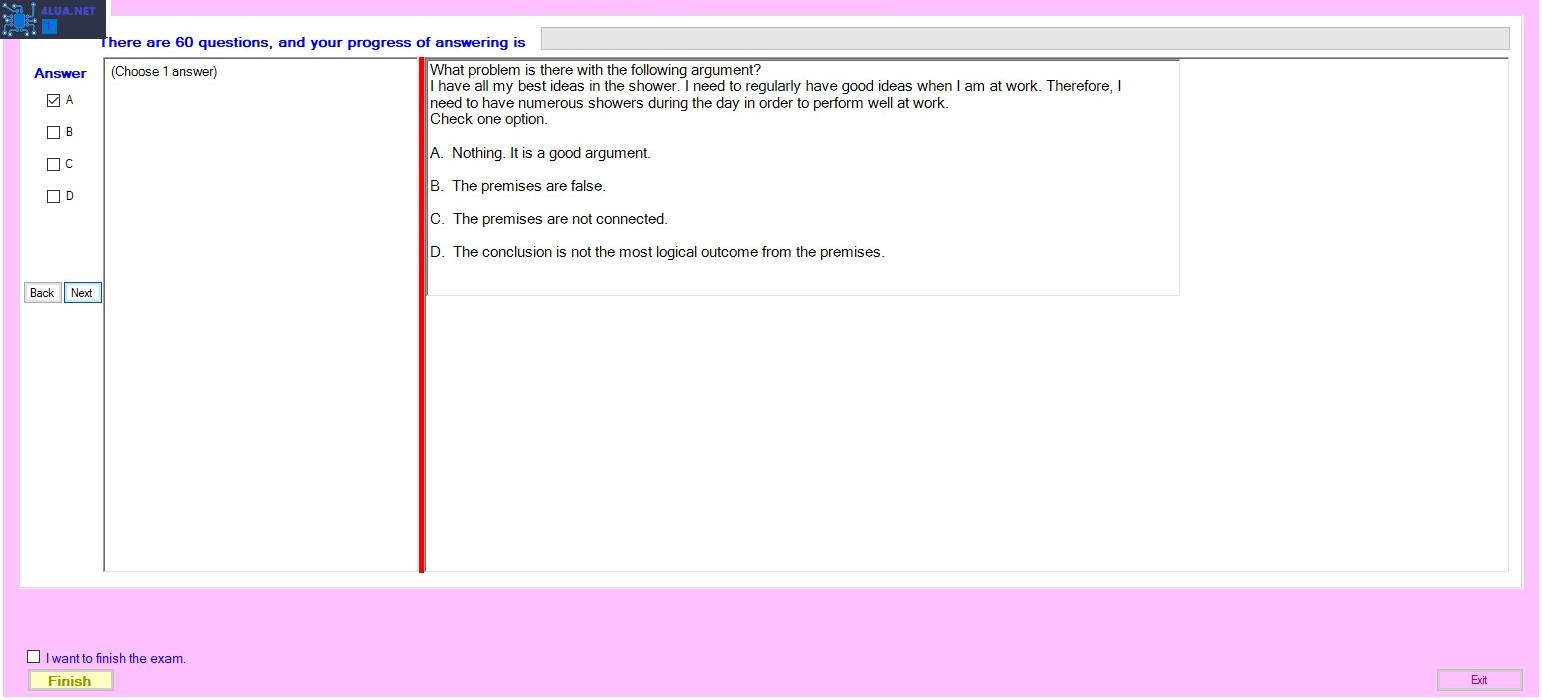 4LUA.NET
1
There are 60 questions, and your progress of answering is
Answer
A
B
C
D
Back Next
(Choose 1 answer)
What problem is there with the following argument?
I have all my best ideas in the shower. I need to regularly have good ideas when I am at work. Therefore, I
need to have numerous showers during the day in order to perform well at work.
Check one option.
A. Nothing. It is a good argument.
B. The premises are false.
C. The premises are not connected.
D. The conclusion is not the most logical outcome from the premises.
I want to finish the exam.
Finish
Exit